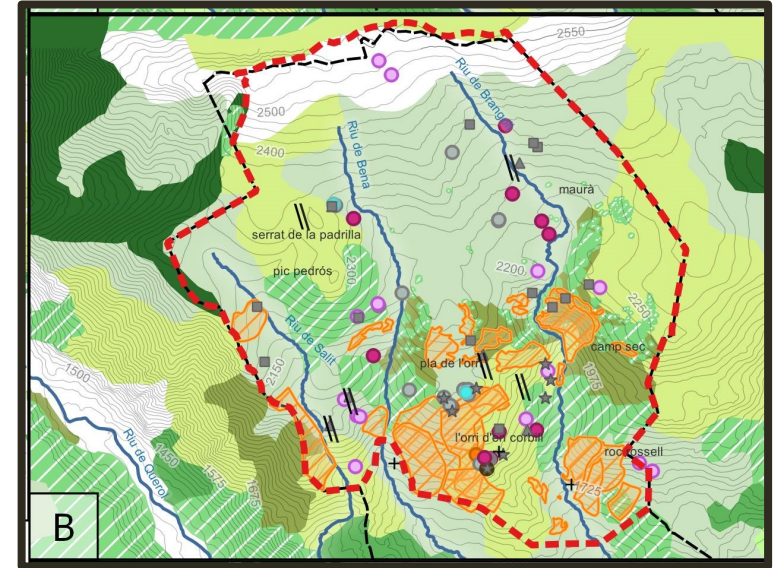 2550
2500
2400
Riu de Brangolí
Riu de Bena
maurà
serrat de la padrilla
pic pedrós
2300
2200
2250
Riu de Salit
camp sec
pla de l'orri
2150
1975
1500
Riu de Querol
1450
1575
1675
l'orri d'en corbill
roc rossell
1725
B